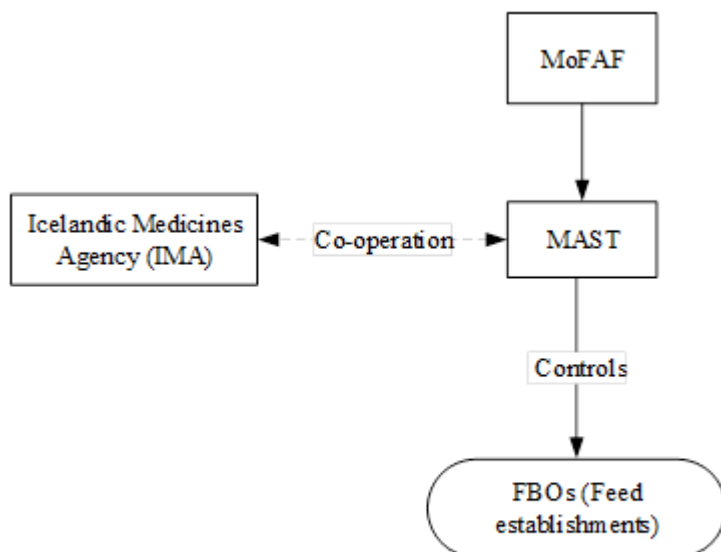 MoFAF
Icelandic Medicines
Agency (IMA)
Co-operation
MAST
Controls
FBOs (Feed
establishments)